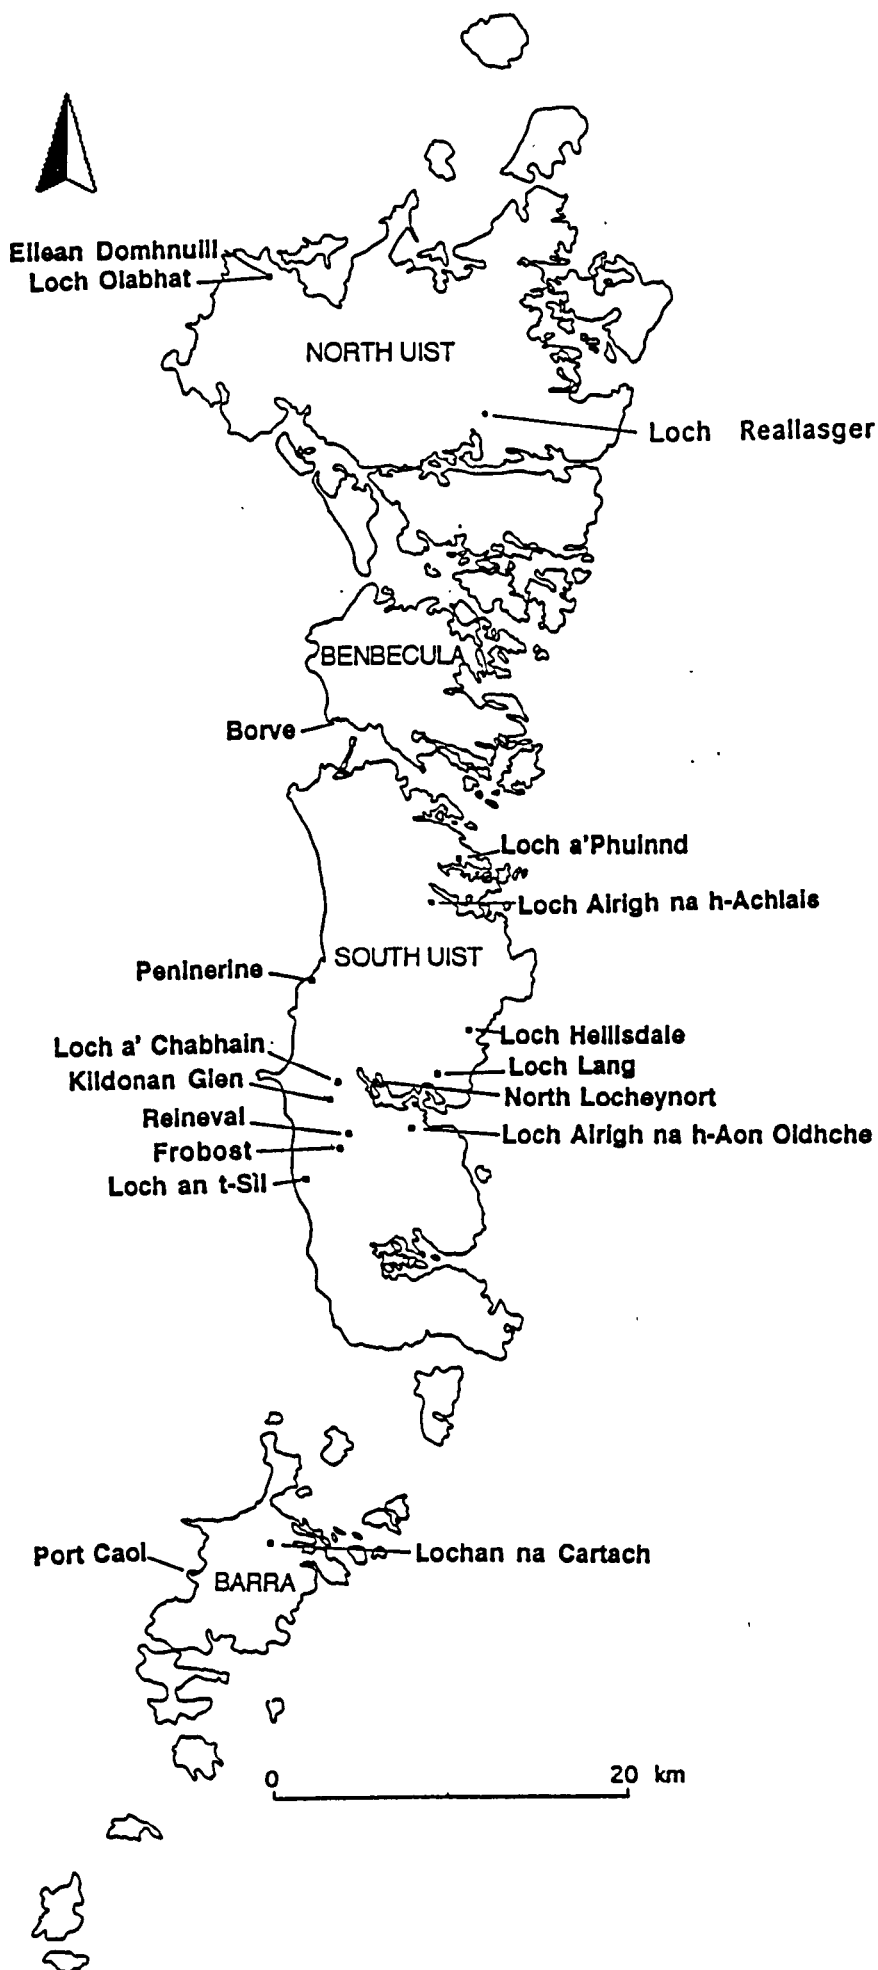 Eilean Domhnuill
Loch Olabhat
NORTH UIST
Loch Reallasger
BENBECULA
Borve
Loch a'Phuinnd
Loch Airigh na h-Achlais
SOUTH UIST
Peninerine
Loch Hellisdale
Loch a' Chabhain
Loch Lang
Kildonan Glen
North Locheynort
Reineval
Loch Airigh na h-Aon Oidhche
Frobost
Loch an t-Sìl
Port Caol
Lochan na Cartach
BARRA
0 20 km